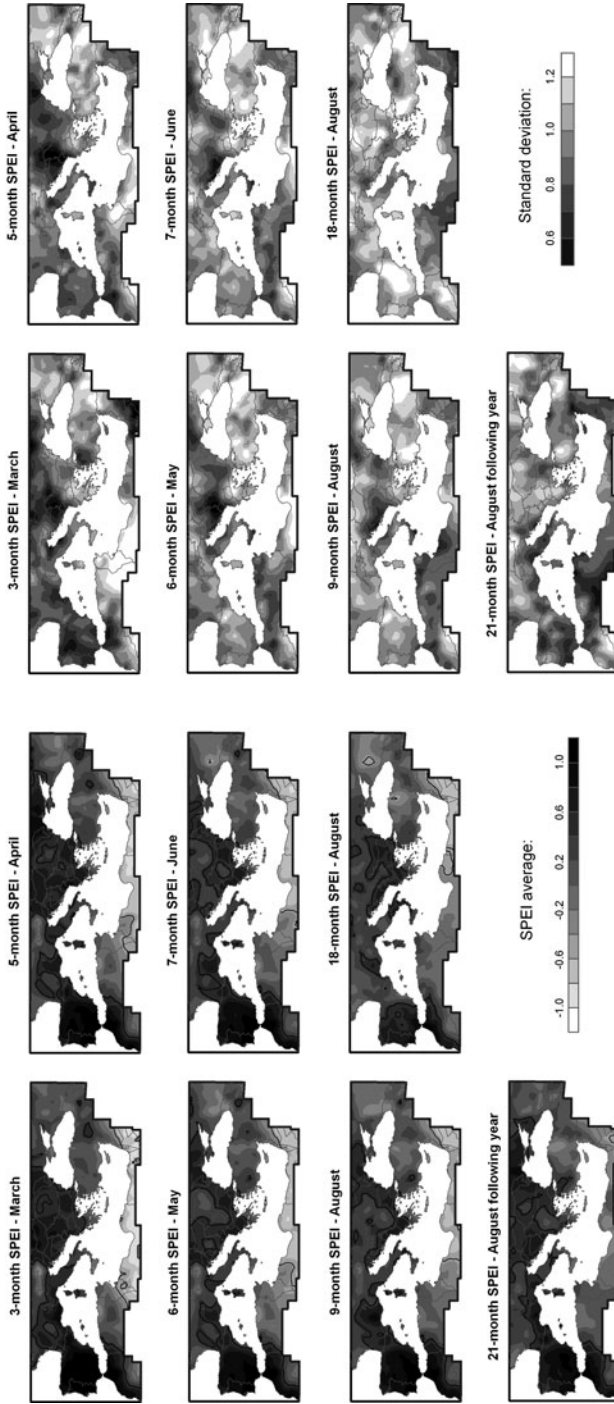 3-month SPEI - March
5-month SPEI - April
6-month SPEI - May
7-month SPEI - June
9-month SPEI - August
18-month SPEI - August
21-month SPEI - August following year
SPEI average:
-1.0 -0.6 -0.2 0.2 0.6 1.0
3-month SPEI - March
5-month SPEI - April
6-month SPEI - May
7-month SPEI - June
9-month SPEI - August
18-month SPEI - August
21-month SPEI - August following year
Standard deviation:
0.6 0.8 1.0 1.2